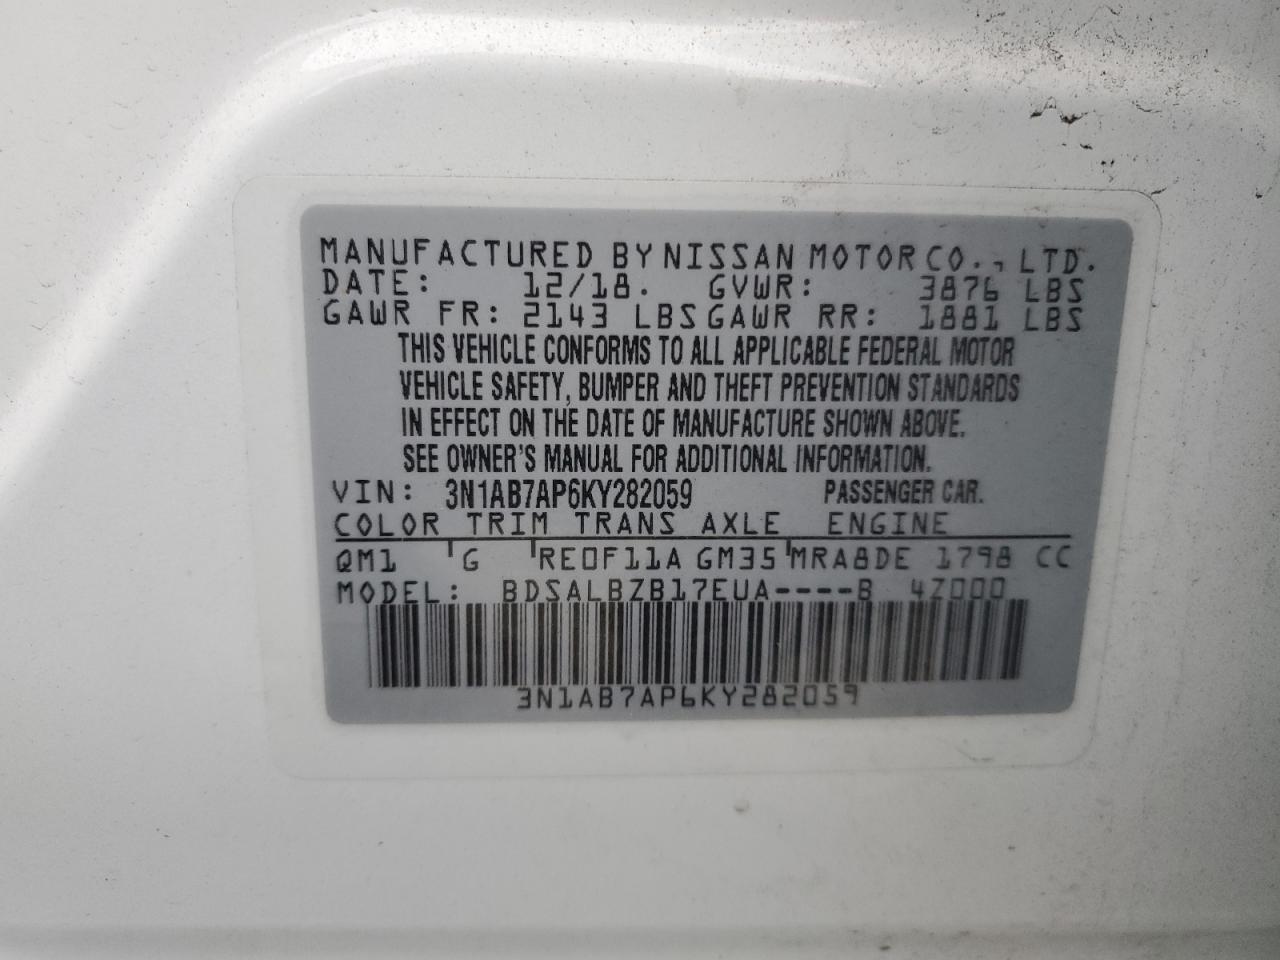 MANUFACTURED BY NISSAN MOTOR CO., LTD.
DATE: 12/18. GVWR: 3876 LBS
GAWR FR: 2143 LBS GAWR RR: 1881 LBS
THIS VEHICLE CONFORMS TO ALL APPLICABLE FEDERAL MOTOR
VEHICLE SAFETY, BUMPER AND THEFT PREVENTION STANDARDS
IN EFFECT ON THE DATE OF MANUFACTURE SHOWN ABOVE.
SEE OWNER'S MANUAL FOR ADDITIONAL INFORMATION.
VIN: 3N1AB7AP6KY282059 PASSENGER CAR.
COLOR TRIM TRANS AXLE ENGINE
QM1 G RE0F11A GM35 MRA8DE 1798 CC
MODEL: BDSALBZB17EUA----B 4Z000
3N1AB7AP6KY282059